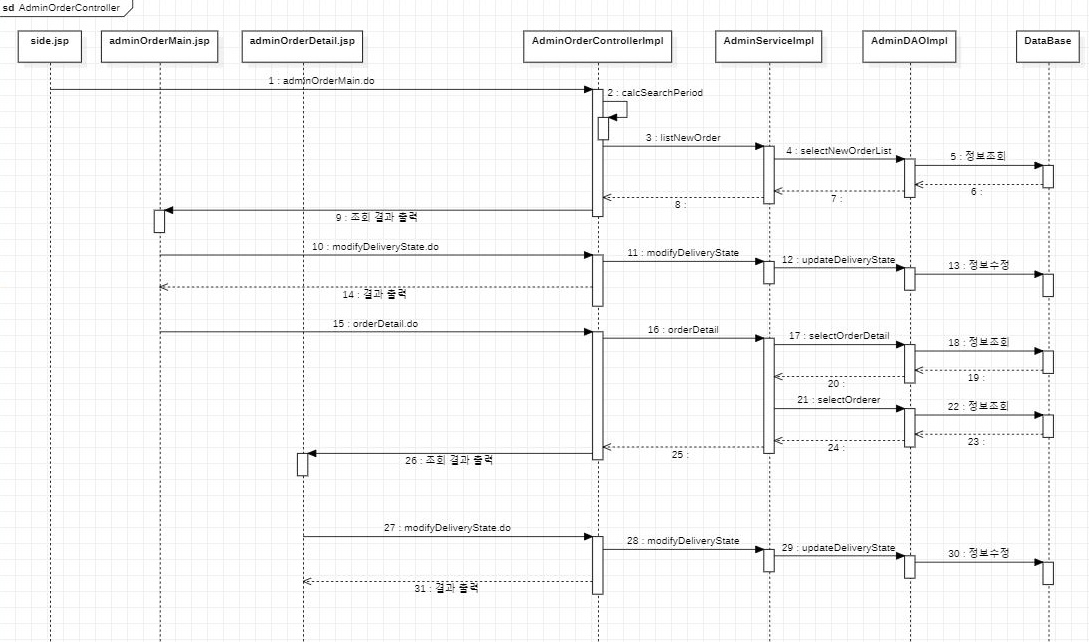 sd AdminOrderController
side.jsp
adminOrderMain.jsp
adminOrderDetail.jsp
AdminOrderControllerImpl
AdminServiceImpl
AdminDAOImpl
DataBase
1 : adminOrderMain.do
2 : calcSearchPeriod
3 : listNewOrder
4 : selectNewOrderList
5 : 정보조회
6 :
7 :
8 :
9 : 조회 결과 출력
10 : modifyDeliveryState.do
11 : modifyDeliveryState
12 : updateDeliveryState
13 : 정보수정
14 : 결과 출력
15 : orderDetail.do
16 : orderDetail
17 : selectOrderDetail
18 : 정보조회
19 :
20 :
21 : selectOrderer
22 : 정보조회
23 :
24 :
25 :
26 : 조회 결과 출력
27 : modifyDeliveryState.do
28 : modifyDeliveryState
29 : updateDeliveryState
30 : 정보수정
31 : 결과 출력